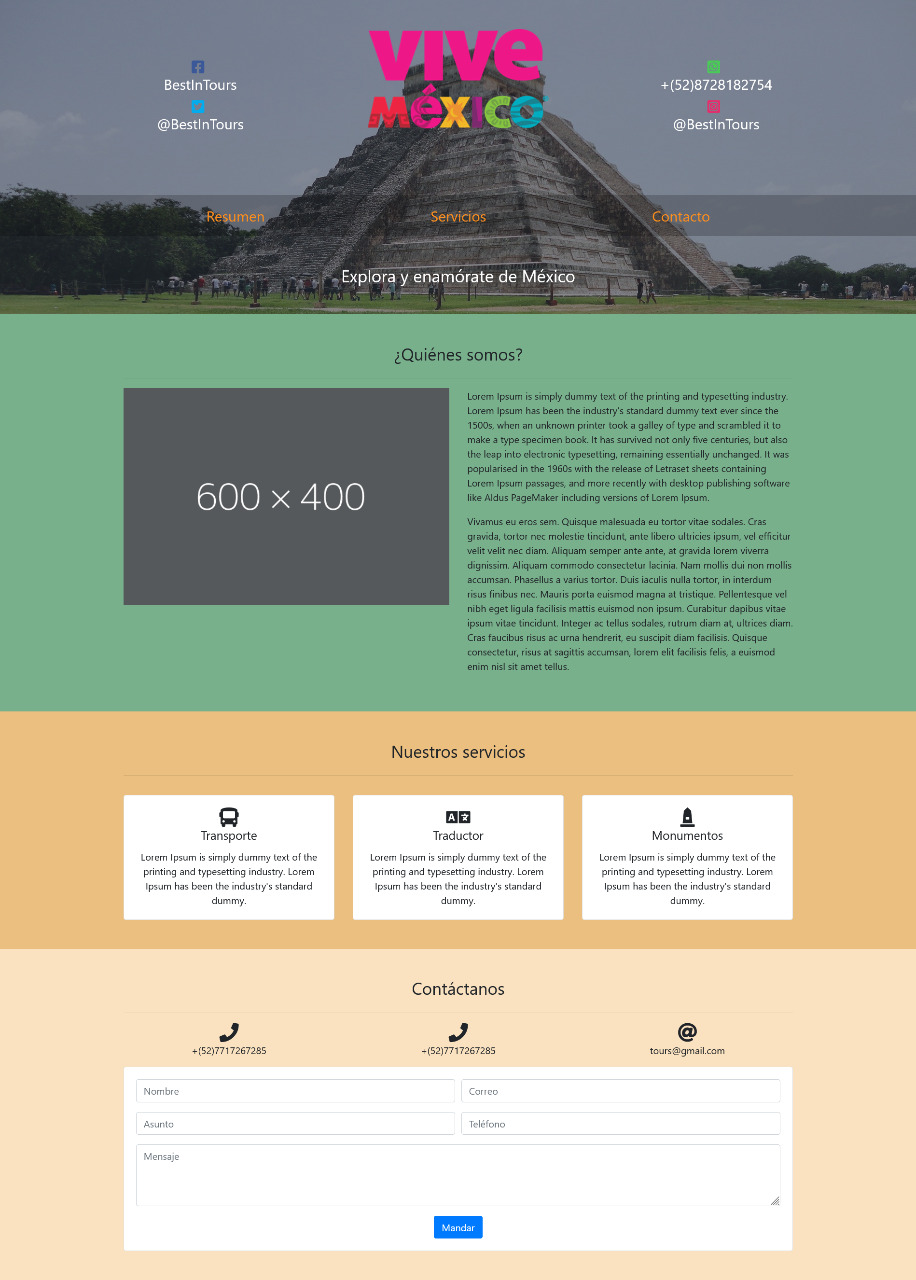 BestInTours
@BestInTours
vive
méxico
+(52)8728182754
@BestInTours
Resumen
Servicios
Contacto
Explora y enamórate de México
¿Quiénes somos?
600 × 400
Lorem Ipsum is simply dummy text of the printing and typesetting industry.
Lorem Ipsum has been the industry's standard dummy text ever since the
1500s, when an unknown printer took a galley of type and scrambled it to
make a type specimen book. It has survived not only five centuries, but also
the leap into electronic typesetting, remaining essentially unchanged. It was
popularised in the 1960s with the release of Letraset sheets containing
Lorem Ipsum passages, and more recently with desktop publishing software
like Aldus PageMaker including versions of Lorem Ipsum.
Vivamus eu eros sem. Quisque malesuada eu tortor vitae sodales. Cras
gravida, tortor nec molestie tincidunt, ante libero ultricies ipsum, vel efficitur
velit velit nec diam. Aliquam semper ante ante, at gravida lorem viverra
dignissim. Aliquam commodo consectetur lacinia. Nam mollis dui non mollis
accumsan. Phasellus a varius tortor. Duis iaculis nulla tortor, in interdum
risus finibus nec. Mauris porta euismod magna at tristique. Pellentesque vel
nibh eget ligula facilisis mattis euismod non ipsum. Curabitur dapibus vitae
ipsum vitae tincidunt. Integer ac tellus sodales, rutrum diam at, ultrices diam.
Cras faucibus risus ac urna hendrerit, eu suscipit diam facilisis. Quisque
consectetur, risus at sagittis accumsan, lorem elit facilisis felis, a euismod
enim nisl sit amet tellus.
Nuestros servicios
Transporte
Lorem Ipsum is simply dummy text of the
printing and typesetting industry. Lorem
Ipsum has been the industry's standard
dummy.
Traductor
Lorem Ipsum is simply dummy text of the
printing and typesetting industry. Lorem
Ipsum has been the industry's standard
dummy.
Monumentos
Lorem Ipsum is simply dummy text of the
printing and typesetting industry. Lorem
Ipsum has been the industry's standard
dummy.
Contáctanos
+(52)7717267285
+(52)7717267285
tours@gmail.com
Nombre
Correo
Asunto
Teléfono
Mensaje
Mandar